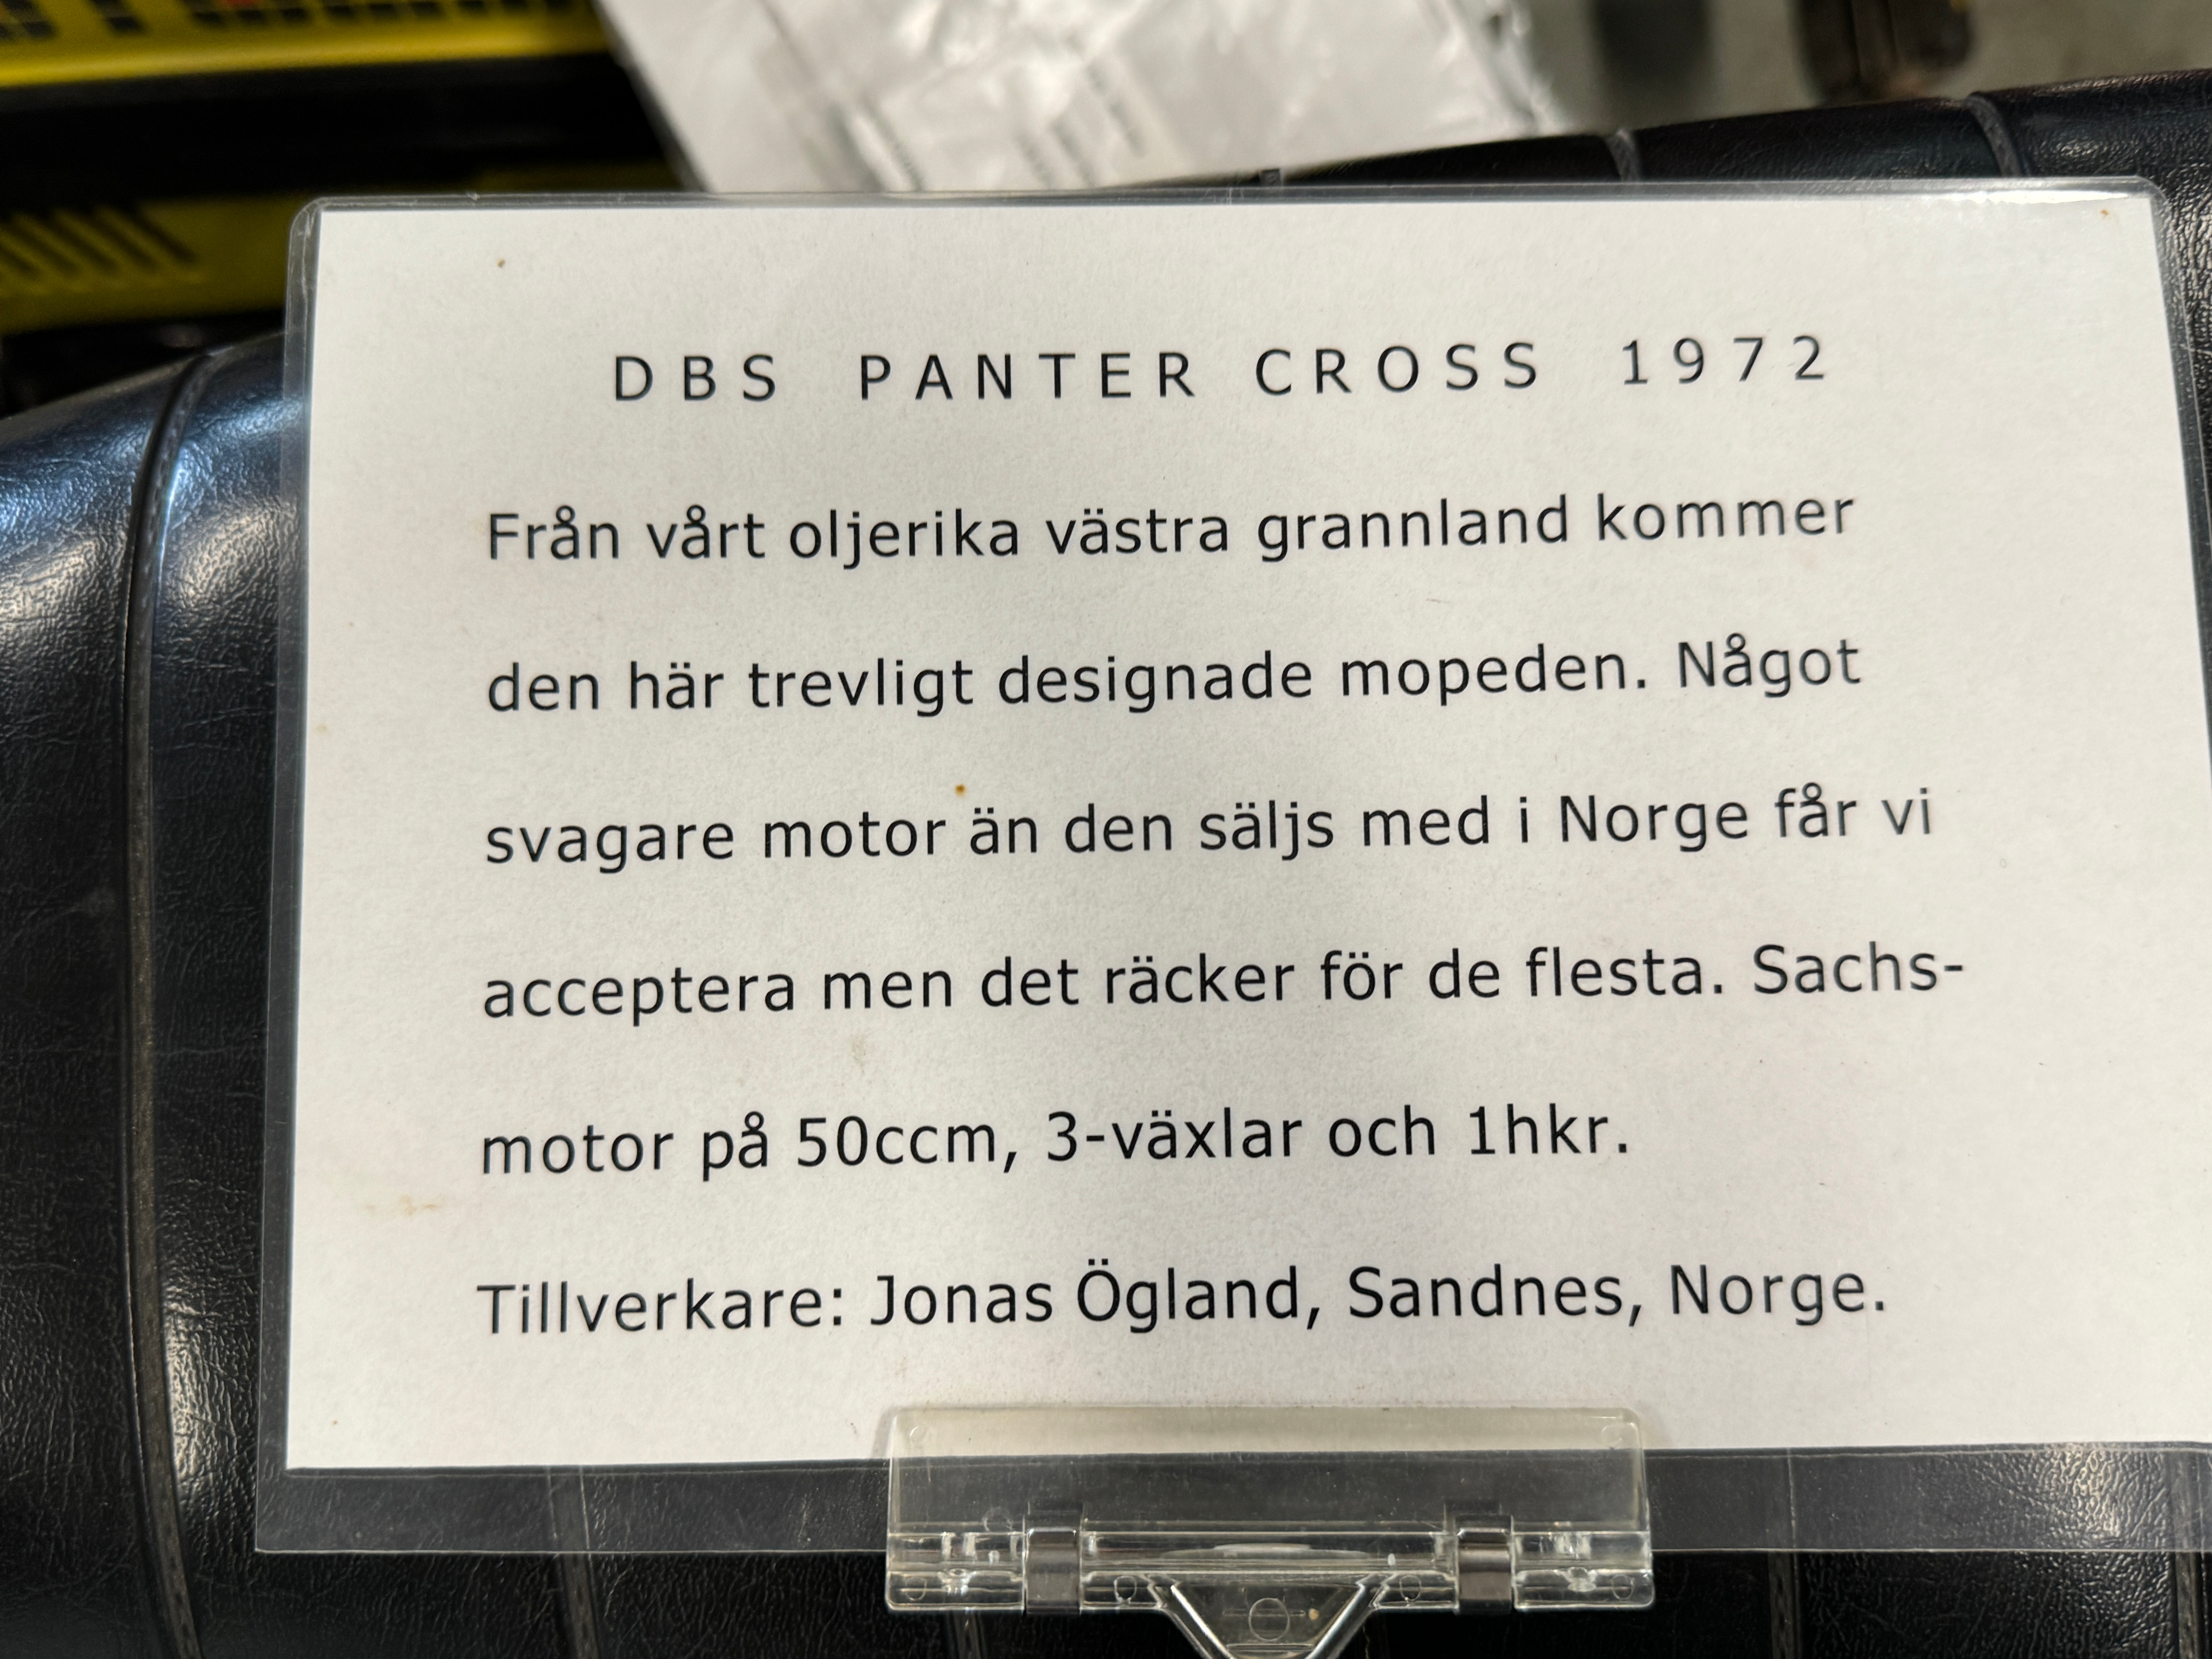 DBS PANTER CROSS 1972
Från vårt oljerika västra grannland kommer
den här trevligt designade mopeden. Något
svagare motor än den säljs med i Norge får vi
acceptera men det räcker för de flesta. Sachs-
motor på 50ccm, 3-växlar och 1hkr.
Tillverkare: Jonas Ögland, Sandnes, Norge.